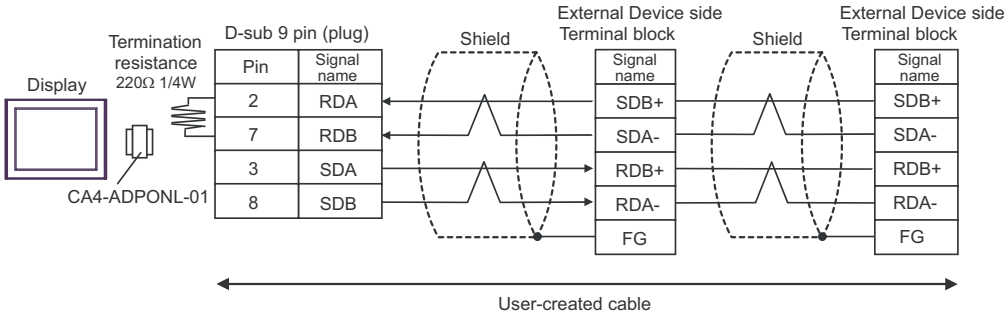 External Device side
Terminal block
External Device side
Terminal block
D-sub 9 pin (plug)
Shield
Shield
Termination
resistance
220Ω 1/4W
Display
CA4-ADPONL-01
Pin
Signal
name
2
RDA
7
RDB
3
SDA
8
SDB
Signal
name
SDB+
SDA-
RDB+
RDA-
FG
Signal
name
SDB+
SDA-
RDB+
RDA-
FG
User-created cable